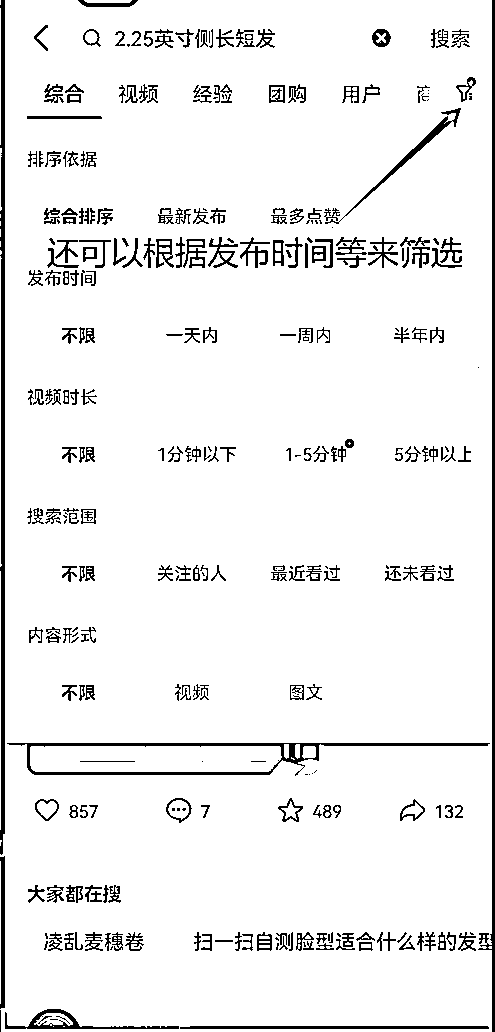 2.25英寸侧长短发 搜索
综合 视频 经验 团购 用户
排序依据
综合排序 最新发布 最多点赞
还可以根据发布时间等来筛选
发布时间
不限 一天内 一周内 半年内
视频时长
不限 1分钟以下 1-5分钟 5分钟以上
搜索范围
不限 关注的人 最近看过 还未看过
内容形式
不限 视频 图文
857 7 489 132
大家都在搜
凌乱麦穗卷 扫一扫自测脸型适合什么样的发型